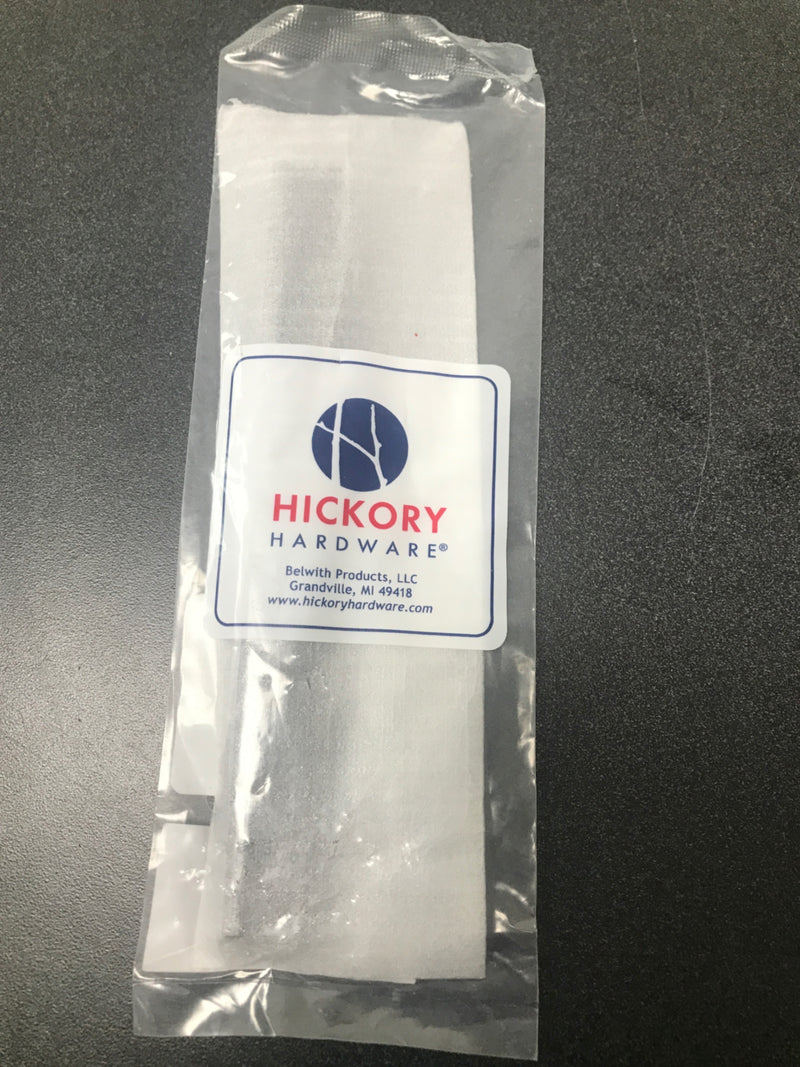 HICKORY
HARDWARE®
Belwith Products, LLC
Grandville, MI 49418
www.hickoryhardware.com